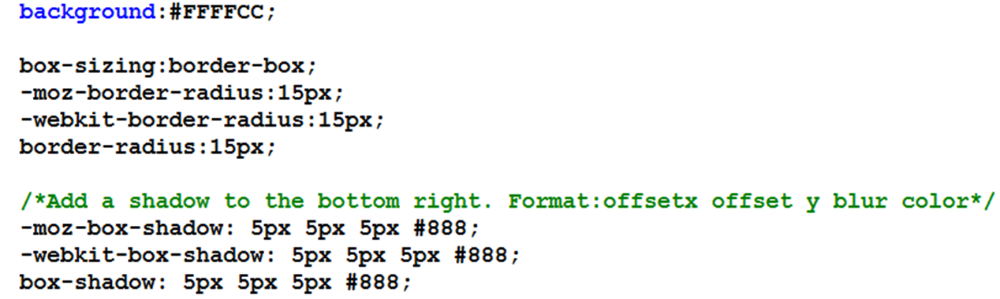 background:#FFFFCC;
box-sizing:border-box;
-moz-border-radius:15px;
-webkit-border-radius:15px;
border-radius:15px;
/*Add a shadow to the bottom right. Format:offsetx offset y blur color*/
-moz-box-shadow: 5px 5px 5px #888;
-webkit-box-shadow: 5px 5px 5px #888;
box-shadow: 5px 5px 5px #888;